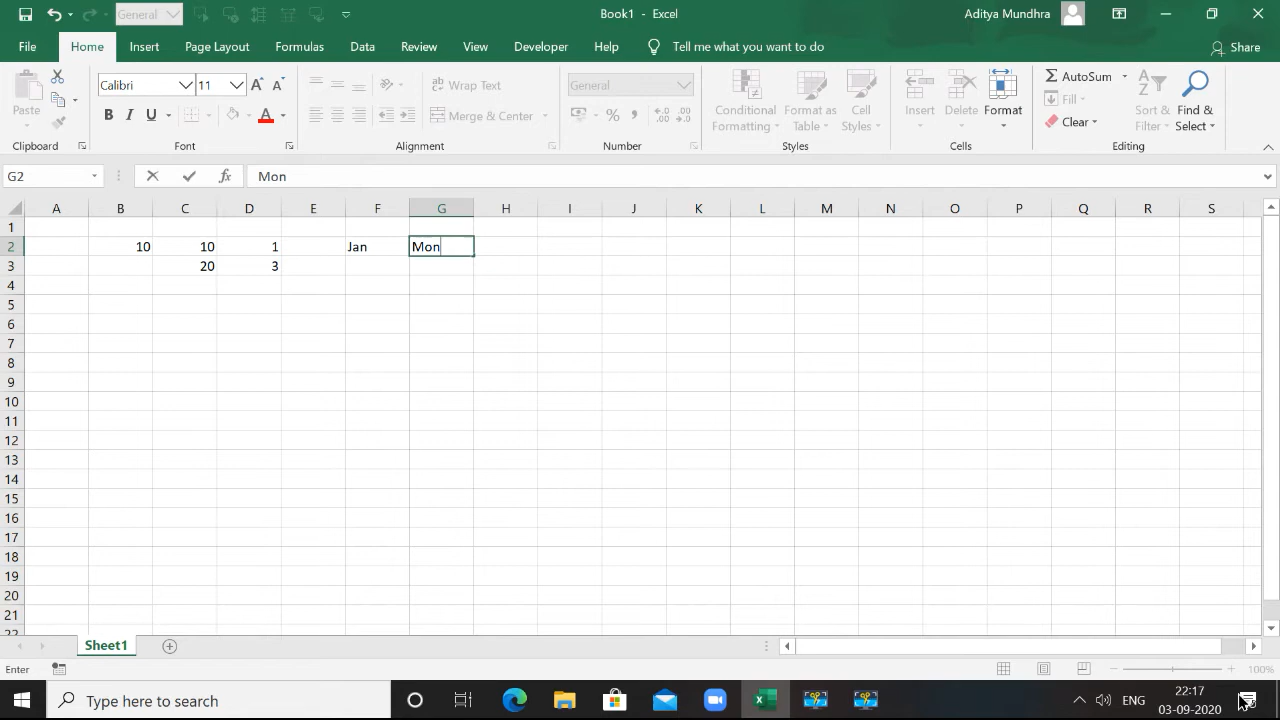 General
Book1 - Excel
Aditya Mundhra
File Home Insert Page Layout Formulas Data Review View Developer Help Tell me what you want to do Share
Paste
Clipboard
Calibri 11 A A
B I U A
Font
Wrap Text
Merge & Center
Alignment
General
% , .00 .0
Number
Conditional Formatting
Format as Table
Cell Styles
Styles
Insert Delete Format
Cells
AutoSum
Fill
Clear
Sort & Filter
Find & Select
Editing
G2 fx Mon
A B C D E F G H I J K L M N O P Q R S
1
2 10 10 1 Jan Mon
3 20 3
4
5
6
7
8
9
10
11
12
13
14
15
16
17
18
19
20
21
22
Sheet1
Enter 100%
Type here to search ENG 22:17
03-09-2020